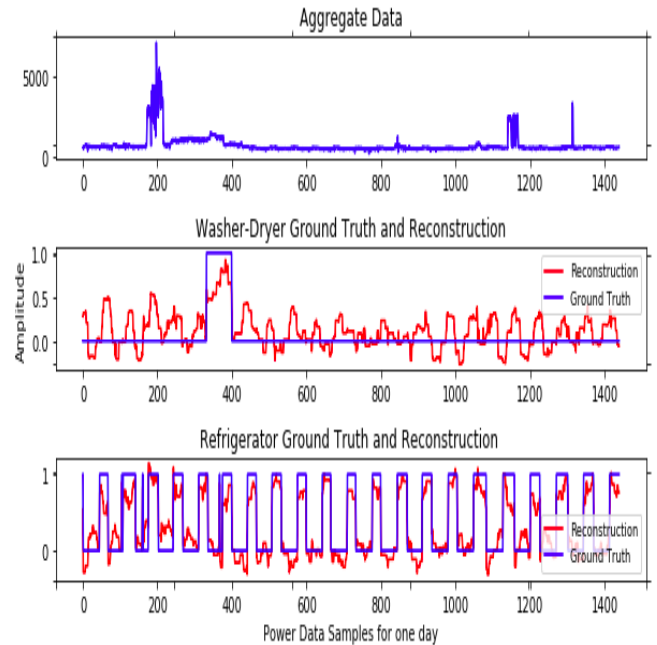 Aggregate Data
5000
0
0 200 400 600 800 1000 1200 1400
Washer-Dryer Ground Truth and Reconstruction
Amplitude
1.0
0.5
0.0
Reconstruction
Ground Truth
0 200 400 600 800 1000 1200 1400
Refrigerator Ground Truth and Reconstruction
1
0
Reconstruction
Ground Truth
0 200 400 600 800 1000 1200 1400
Power Data Samples for one day